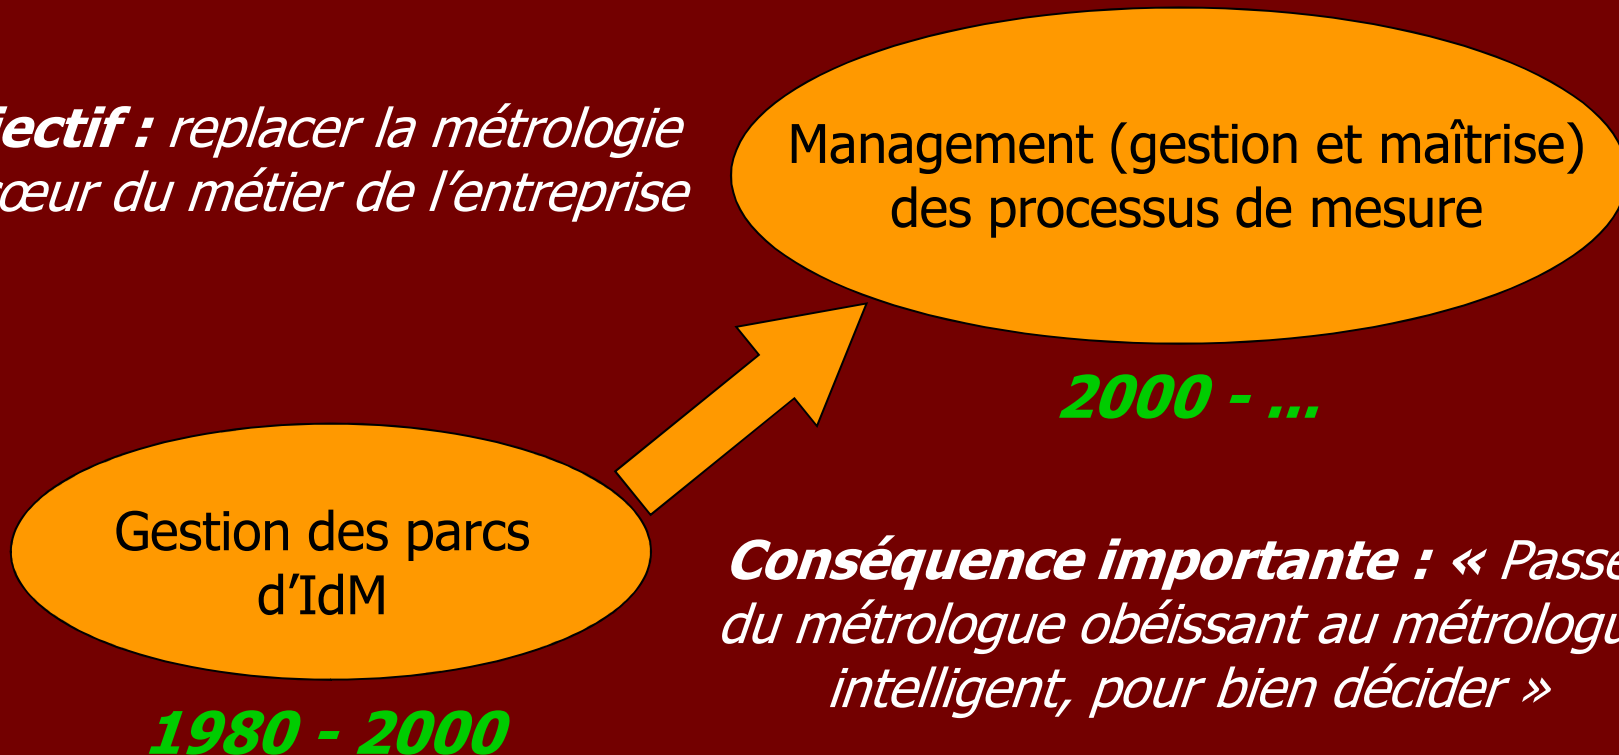 jectif : replacer la métrologie
cœur du métier de l’entreprise
Management (gestion et maîtrise)
des processus de mesure
2000 - ...
Gestion des parcs
d’IdM
1980 - 2000
Conséquence importante : « Passe
du métrologue obéissant au métrologu
intelligent, pour bien décider »